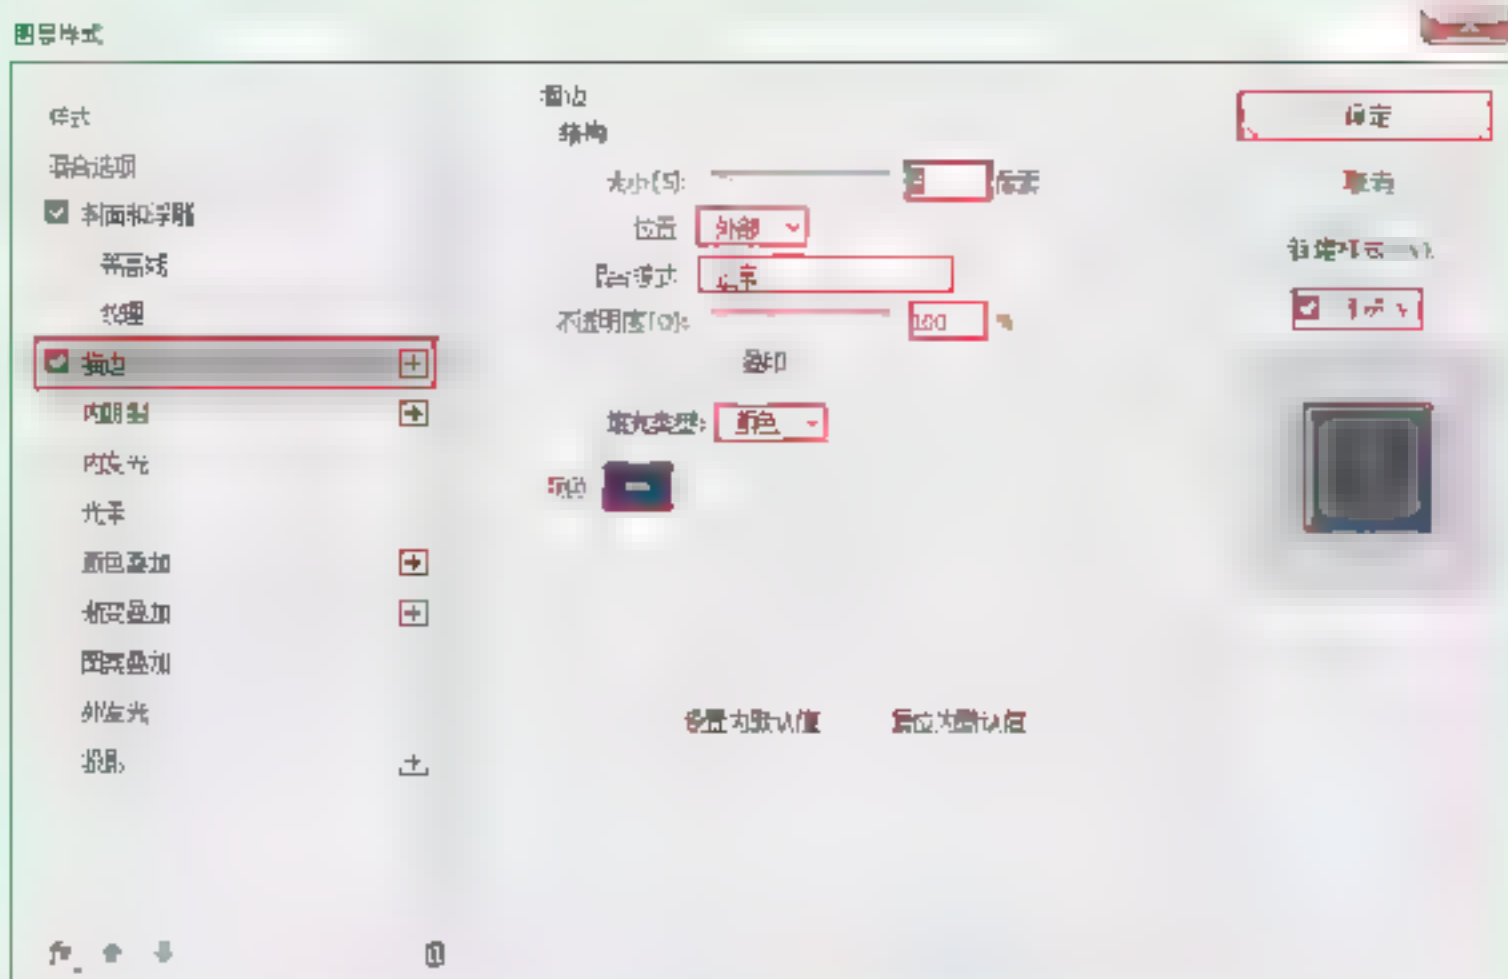 图层样式
样式
混合选项
斜面和浮雕
等高线
纹理
描边
内阴影
内发光
光泽
颜色叠加
渐变叠加
图案叠加
外发光
投影
描边
结构
大小(S):
像素
位置
外部
混合模式
正常
不透明度(O):
100
%
叠印
填充类型:
颜色
颜色
设置为默认值
复位为默认值
确定
取消
新建样式
预览
fx